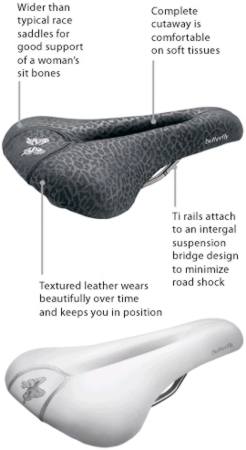 Wider than
typical race
saddles for
good support
of a woman's
sit bones
Complete
cutaway is
comfortable
on soft tissues
butterfly
Ti rails attach
to an intergal
suspension
bridge design
to minimize
road shock
Textured leather wears
beautifully over time
and keeps you in position
butterfly